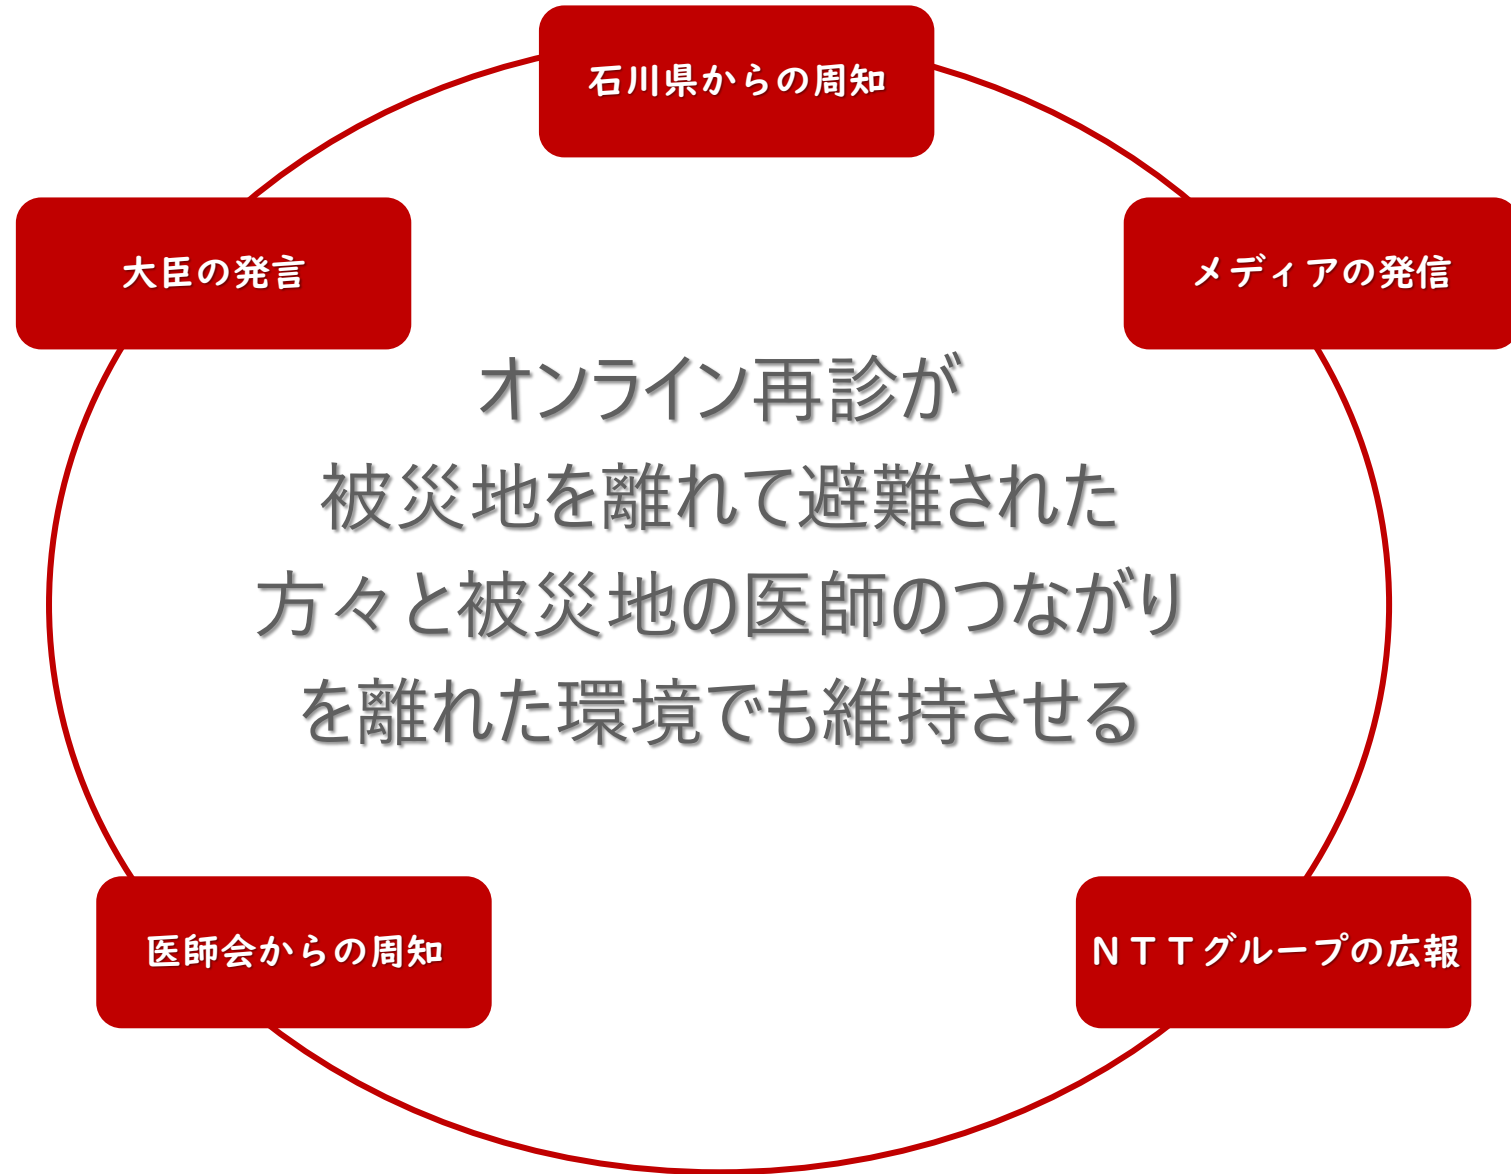 石川県からの周知
大臣の発言
メディアの発信
オンライン再診が
被災地を離れて避難された
方々と被災地の医師のつながり
を離れた環境でも維持させる
医師会からの周知
ＮＴＴグループの広報